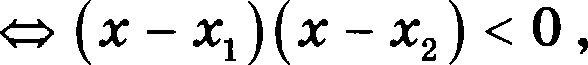 ⇔ (x − x₁)(x − x₂) < 0 ,